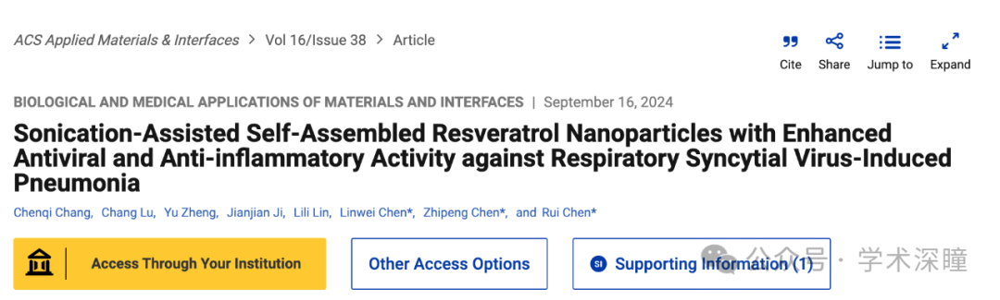 ACS Applied Materials & Interfaces > Vol 16/Issue 38 > Article
Cite Share Jump to Expand
BIOLOGICAL AND MEDICAL APPLICATIONS OF MATERIALS AND INTERFACES | September 16, 2024
Sonication-Assisted Self-Assembled Resveratrol Nanoparticles with Enhanced
Antiviral and Anti-inflammatory Activity against Respiratory Syncytial Virus-Induced
Pneumonia
Chenqi Chang, Chang Lu, Yu Zheng, Jianjian Ji, Lili Lin, Linwei Chen*, Zhipeng Chen*, and Rui Chen*
Access Through Your Institution
Other Access Options
SI Supporting Information (1)
公众号 · 学术深瞳